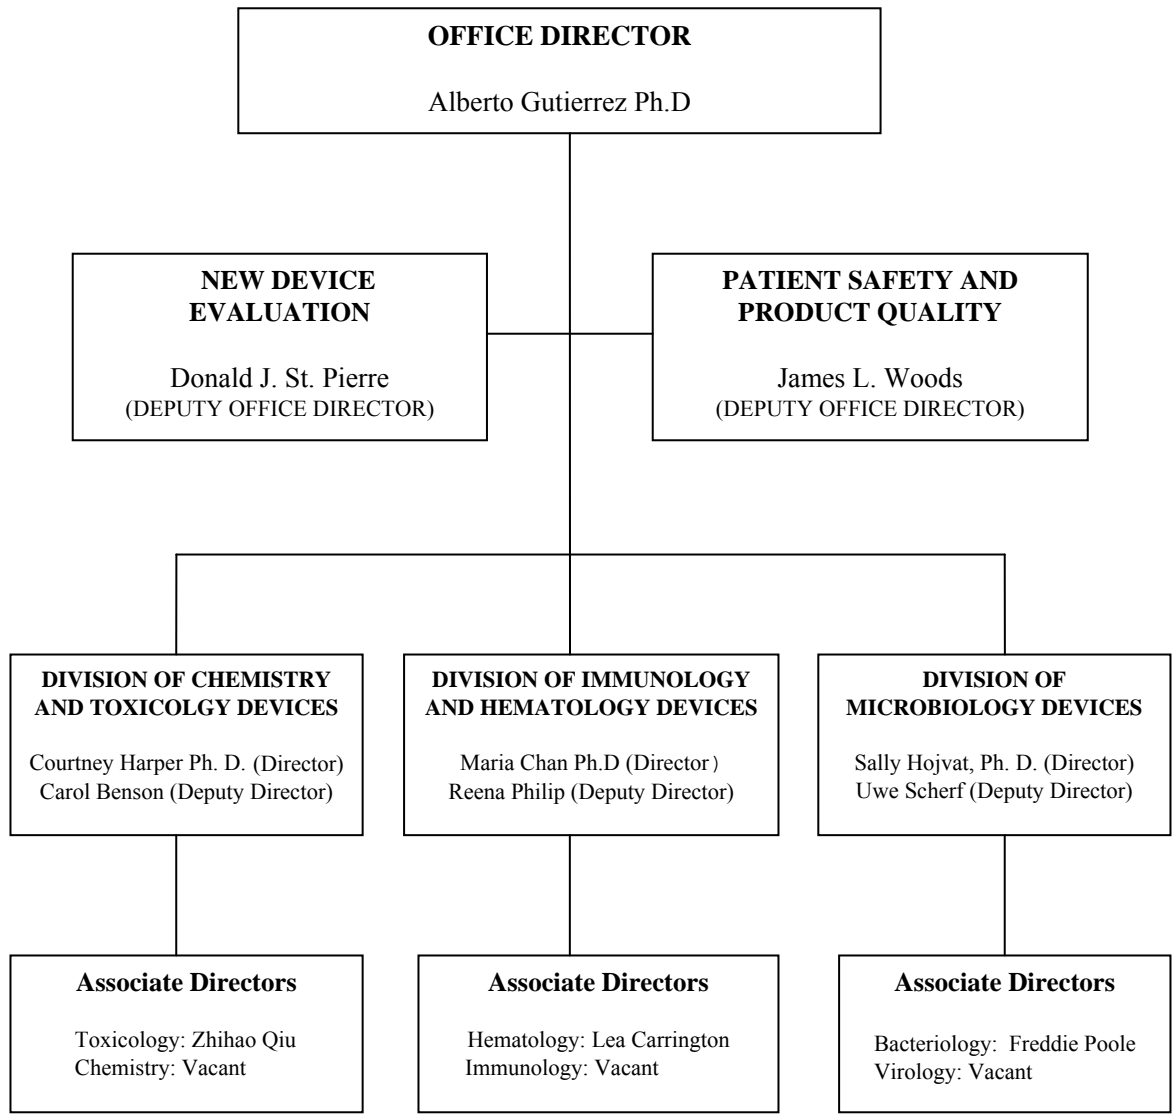 OFFICE DIRECTOR
Alberto Gutierrez Ph.D
NEW DEVICE
EVALUATION
Donald J. St. Pierre
(DEPUTY OFFICE DIRECTOR)
PATIENT SAFETY AND
PRODUCT QUALITY
James L. Woods
(DEPUTY OFFICE DIRECTOR)
DIVISION OF CHEMISTRY
AND TOXICOLGY DEVICES
Courtney Harper Ph. D. (Director)
Carol Benson (Deputy Director)
DIVISION OF IMMUNOLOGY
AND HEMATOLOGY DEVICES
Maria Chan Ph.D (Director)
Reena Philip (Deputy Director)
DIVISION OF
MICROBIOLOGY DEVICES
Sally Hojvat, Ph. D. (Director)
Uwe Scherf (Deputy Director)
Associate Directors
Toxicology: Zhihao Qiu
Chemistry: Vacant
Associate Directors
Hematology: Lea Carrington
Immunology: Vacant
Associate Directors
Bacteriology:  Freddie Poole
Virology: Vacant